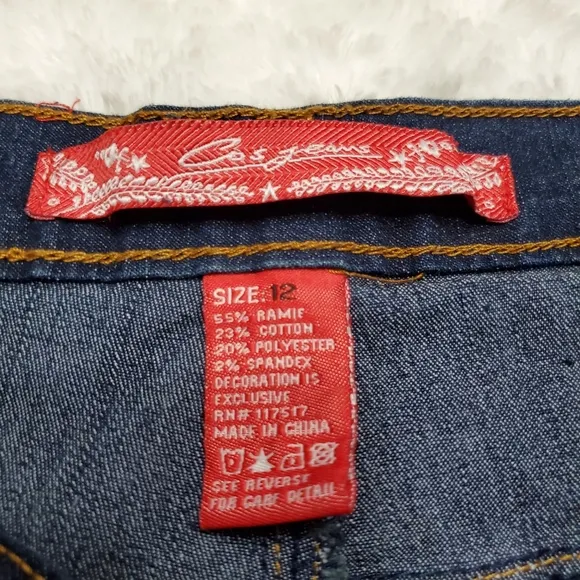 Co's Jeans
SIZE: 12
55% RAMIE
23% COTTON
20% POLYESTER
2% SPANDEX
DECORATION IS
EXCLUSIVE
RN# 117517
MADE IN CHINA
SEE REVERSE
FOR CARE DETAIL